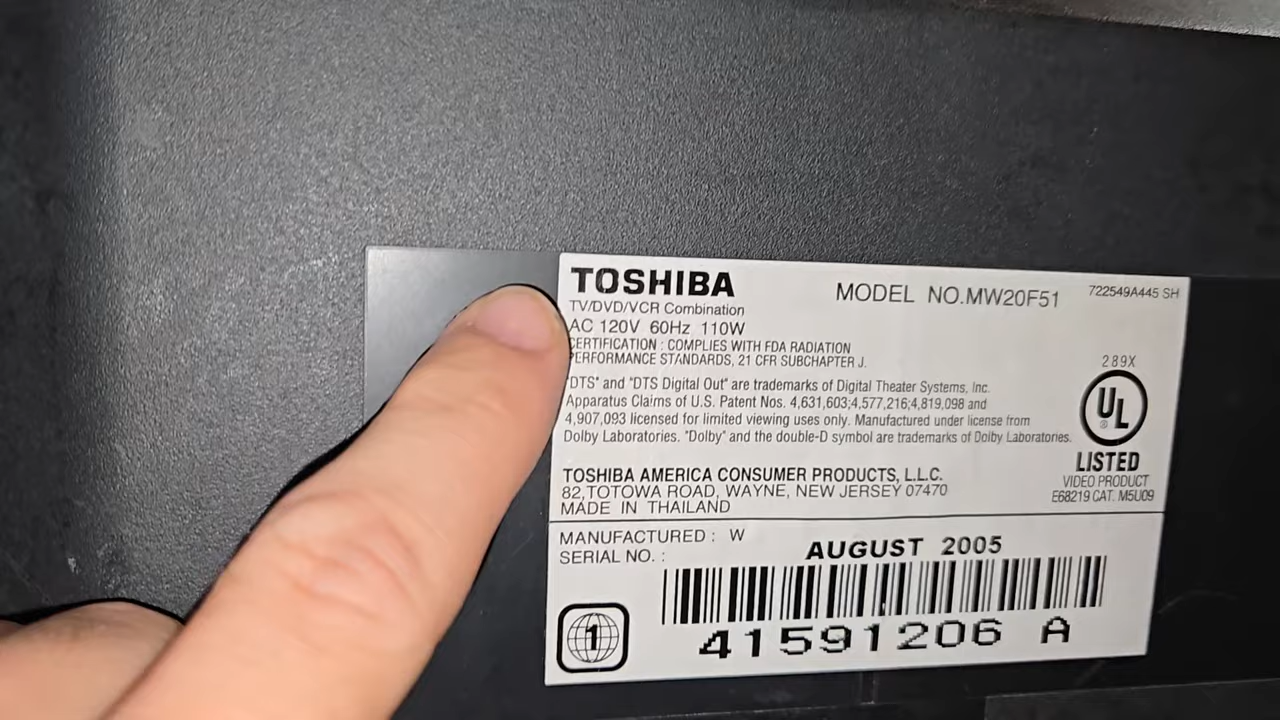 TOSHIBA
MODEL NO.MW20F51
722549A445 SH
TV/DVD/VCR Combination
AC 120V 60Hz 110W
CERTIFICATION : COMPLIES WITH FDA RADIATION
PERFORMANCE STANDARDS, 21 CFR SUBCHAPTER J.
"DTS" and "DTS Digital Out" are trademarks of Digital Theater Systems, Inc.
Apparatus Claims of U.S. Patent Nos. 4,631,603;4,577,216;4,819,098 and
4,907,093 licensed for limited viewing uses only. Manufactured under license from
Dolby Laboratories. "Dolby" and the double-D symbol are trademarks of Dolby Laboratories.
289X
UL
®
LISTED
VIDEO PRODUCT
E68219 CAT. M5U09
TOSHIBA AMERICA CONSUMER PRODUCTS, L.L.C.
82,TOTOWA ROAD, WAYNE, NEW JERSEY 07470
MADE IN THAILAND
MANUFACTURED : W
AUGUST 2005
SERIAL NO. :
1
41591206 A